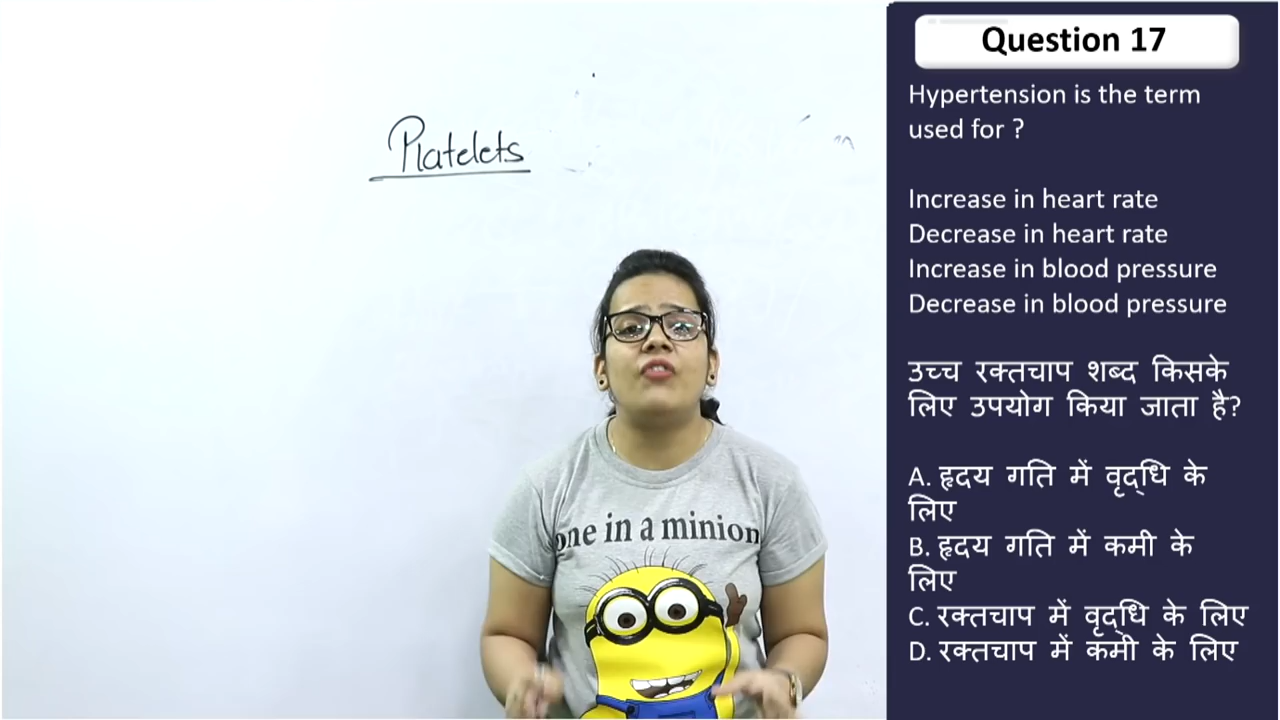 Platelets
one in a minion
Question 17
Hypertension is the term
used for ?
Increase in heart rate
Decrease in heart rate
Increase in blood pressure
Decrease in blood pressure
उच्च रक्तचाप शब्द किसके
लिए उपयोग किया जाता है?
A. हृदय गति में वृद्धि के
लिए
B. हृदय गति में कमी के
लिए
C. रक्तचाप में वृद्धि के लिए
D. रक्तचाप में कमी के लिए